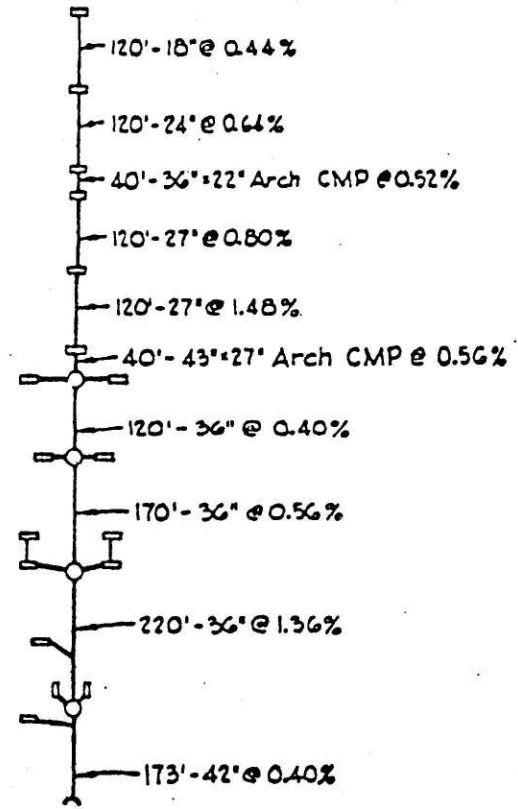 120'-18"@ 0.44%
120'-24"@ 0.64%
40'-36"x22" Arch CMP @0.52%
120'-27"@ 0.80%
120'-27"@ 1.48%
40'-43"x27" Arch CMP @ 0.56%
120'-36" @ 0.40%
170'-36" @ 0.56%
220'-36"@ 1.36%
173'-42"@ 0.40%